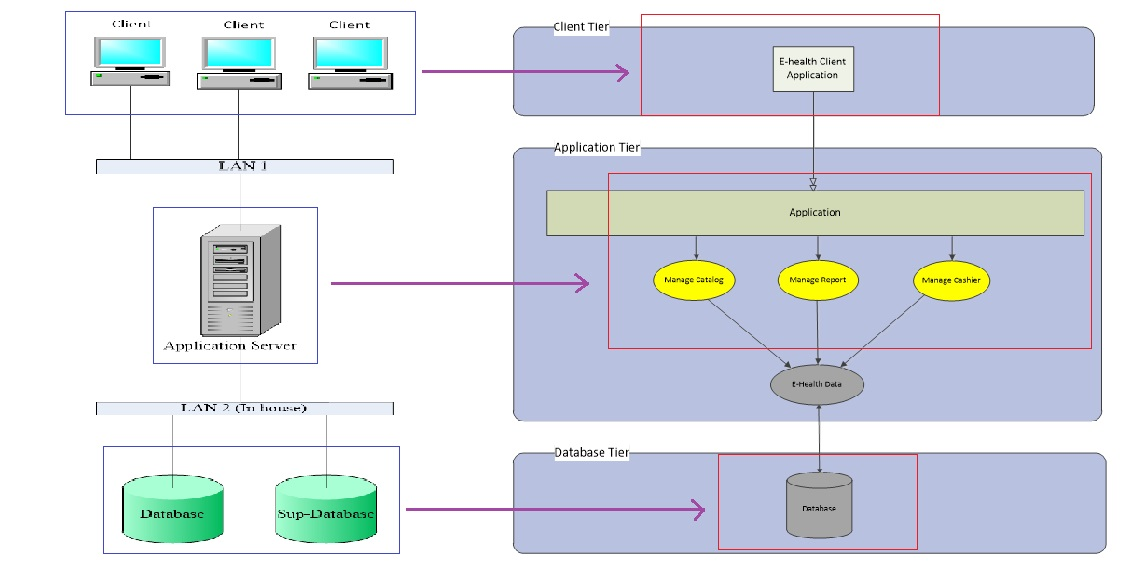 Client
Client
Client
LAN 1
Application Server
LAN 2 (In house)
Database
Sup-Database
Client Tier
E-health Client
Application
Application Tier
Application
Manage Catalog
Manage Report
Manage Cashier
E-Health Data
Database Tier
Database